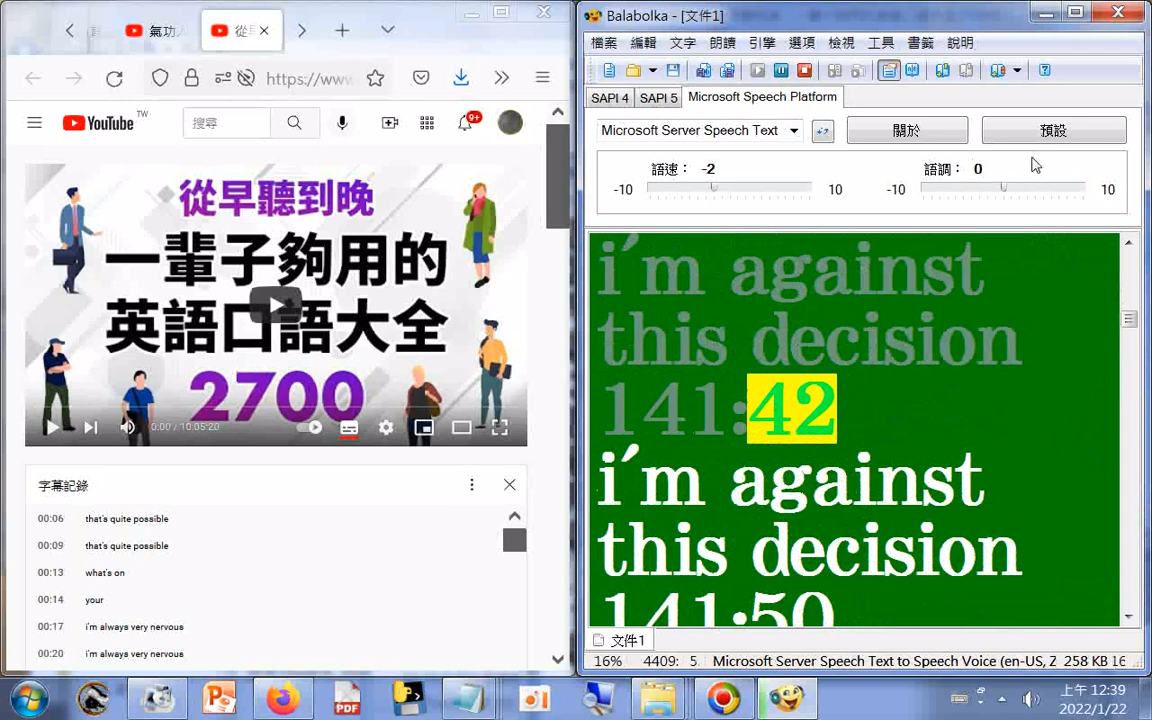 氣功
從
https://www
YouTube TW
搜尋
9+
從早聽到晚
一輩子夠用的
英語口語大全
2700
0:00 / 10:05:20
字幕記錄
00:06 that's quite possible
00:09 that's quite possible
00:13 what's on
00:14 your
00:17 i'm always very nervous
00:20 i'm always very nervous
Balabolka - [文件1]
檔案 編輯 文字 朗讀 引擎 選項 檢視 工具 書籤 說明
SAPI 4 SAPI 5 Microsoft Speech Platform
Microsoft Server Speech Text 關於 預設
語速： -2 語調： 0
-10 10 -10 10
i'm against
this decision
141:42
i'm against
this decision
141:50
文件1
16% 4409: 5. Microsoft Server Speech Text to Speech Voice (en-US, Z 258 KB 16
PDF
上午 12:39
2022/1/22